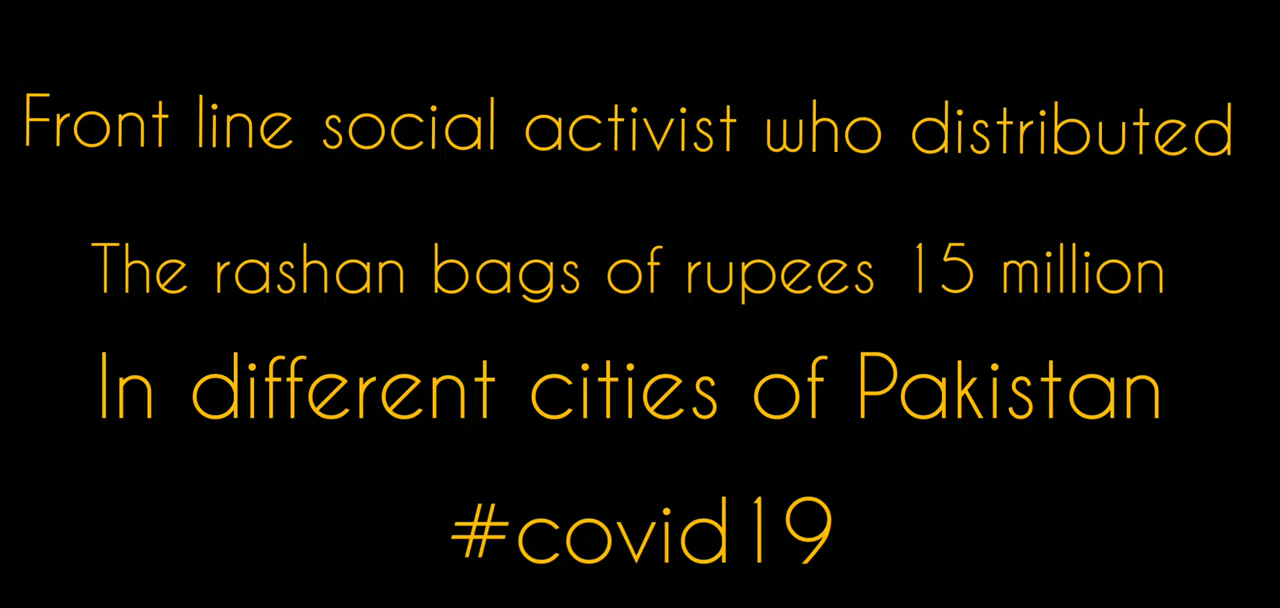 Front line social activist who distributed
The rashan bags of rupees 15 million
In different cities of Pakistan
#covid19